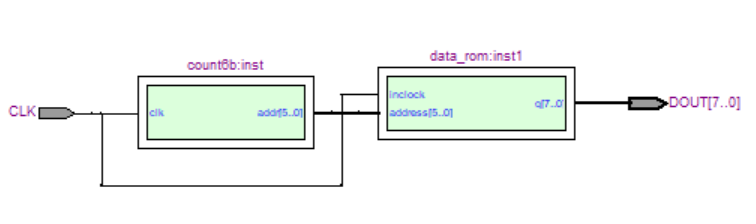 count6b:inst
data_rom:inst1
CLK
clk
addr[5..0]
inclock
address[5..0]
q[7..0]
DOUT[7..0]